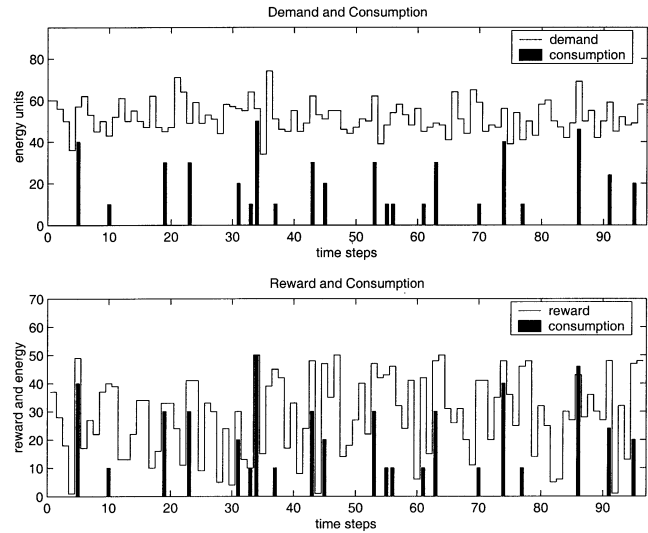 Demand and Consumption
demand
consumption
energy units
80
60
40
20
0
0 10 20 30 40 50 60 70 80 90
time steps
Reward and Consumption
reward
consumption
reward and energy
70
60
50
40
30
20
10
0
0 10 20 30 40 50 60 70 80 90
time steps